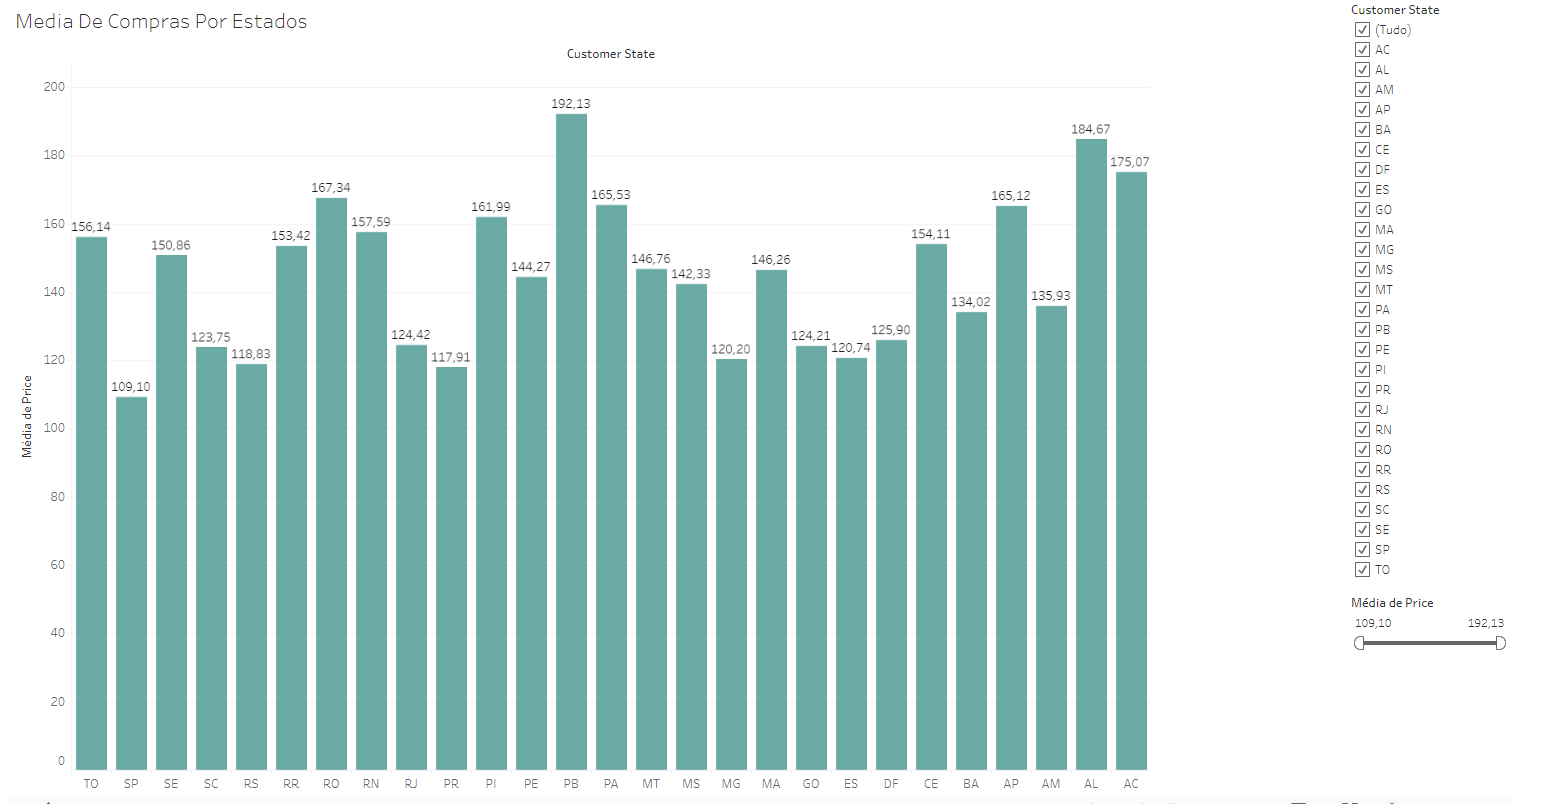 Media De Compras Por Estados
Customer State
200
180
160
140
120
100
80
60
40
20
0
Média de Price
156,14
109,10
150,86
123,75
118,83
153,42
167,34
157,59
124,42
117,91
161,99
144,27
192,13
165,53
146,76
142,33
120,20
146,26
124,21
120,74
125,90
154,11
134,02
165,12
135,93
184,67
175,07
TO SP SE SC RS RR RO RN RJ PR PI PE PB PA MT MS MG MA GO ES DF CE BA AP AM AL AC
Customer State
(Tudo)
AC
AL
AM
AP
BA
CE
DF
ES
GO
MA
MG
MS
MT
PA
PB
PE
PI
PR
RJ
RN
RO
RR
RS
SC
SE
SP
TO
Média de Price
109,10 192,13